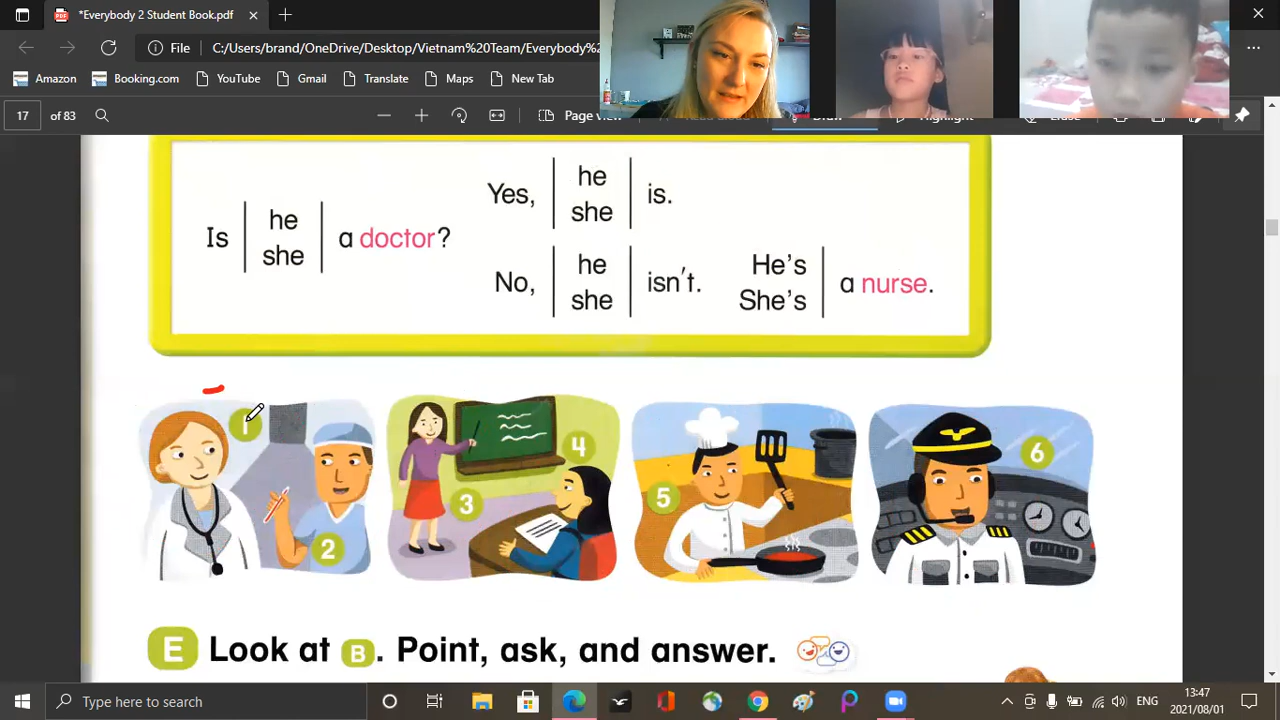 *Everybody 2 Student Book.pdf
File C:/Users/brand/OneDrive/Desktop/Vietnam%20Team/Everybody%
Amazon Booking.com YouTube Gmail Translate Maps New Tab
17 of 83 Page view
Is he she a doctor?
Yes, he she is.
No, he she isn't.
He's She's a nurse.
1
2
3
4
5
6
E Look at B. Point, ask, and answer.
Type here to search
ENG
13:47
2021/08/01